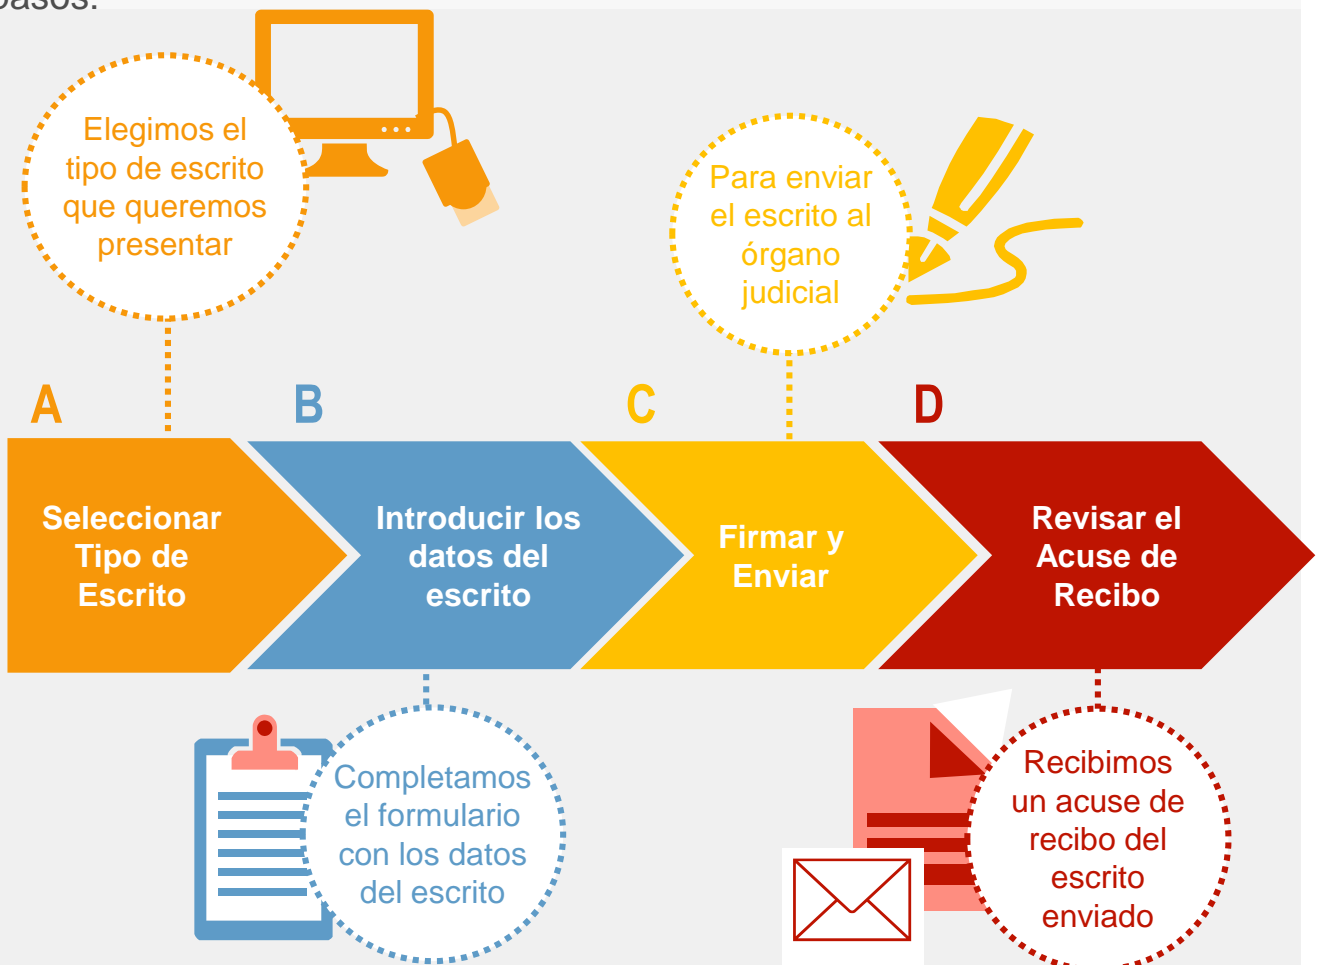 pasos:
Elegimos el
tipo de escrito
que queremos
presentar
Para enviar
el escrito al
órgano
judicial
A
B
C
D
Seleccionar
Tipo de
Escrito
Introducir los
datos del
escrito
Firmar y
Enviar
Revisar el
Acuse de
Recibo
Completamos
el formulario
con los datos
del escrito
Recibimos
un acuse de
recibo del
escrito
enviado